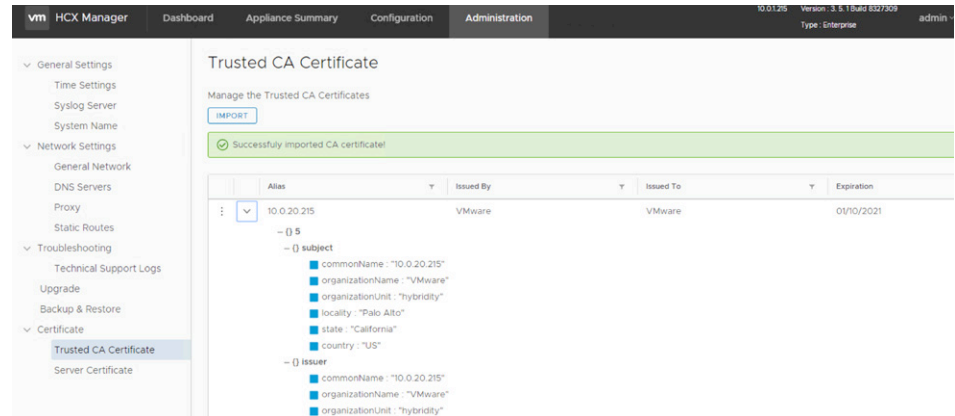 vm HCX Manager Dashboard Appliance Summary Configuration Administration 10.0.1.215 Version : 3. 5. 1 Build 8327309 admin
Type : Enterprise
General Settings
Time Settings
Syslog Server
System Name
Network Settings
General Network
DNS Servers
Proxy
Static Routes
Troubleshooting
Technical Support Logs
Upgrade
Backup & Restore
Certificate
Trusted CA Certificate
Server Certificate
Trusted CA Certificate
Manage the Trusted CA Certificates
IMPORT
Successfuly imported CA certificate!
Alias Issued By Issued To Expiration
10.0.20.215 VMware VMware 01/10/2021
– {} 5
– {} subject
commonName : "10.0.20.215"
organizationName : "VMware"
organizationUnit : "hybridity"
locality : "Palo Alto"
state : "California"
country : "US"
– {} issuer
commonName : "10.0.20.215"
organizationName : "VMware"
organizationUnit : "hybridity"